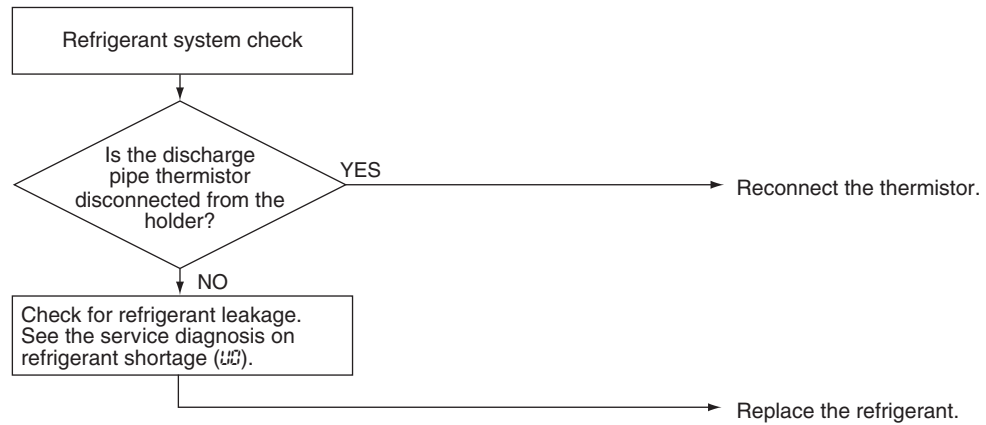 Refrigerant system check
Is the discharge
pipe thermistor
disconnected from the
holder?
YES
Reconnect the thermistor.
NO
Check for refrigerant leakage.
See the service diagnosis on
refrigerant shortage (U0).
Replace the refrigerant.